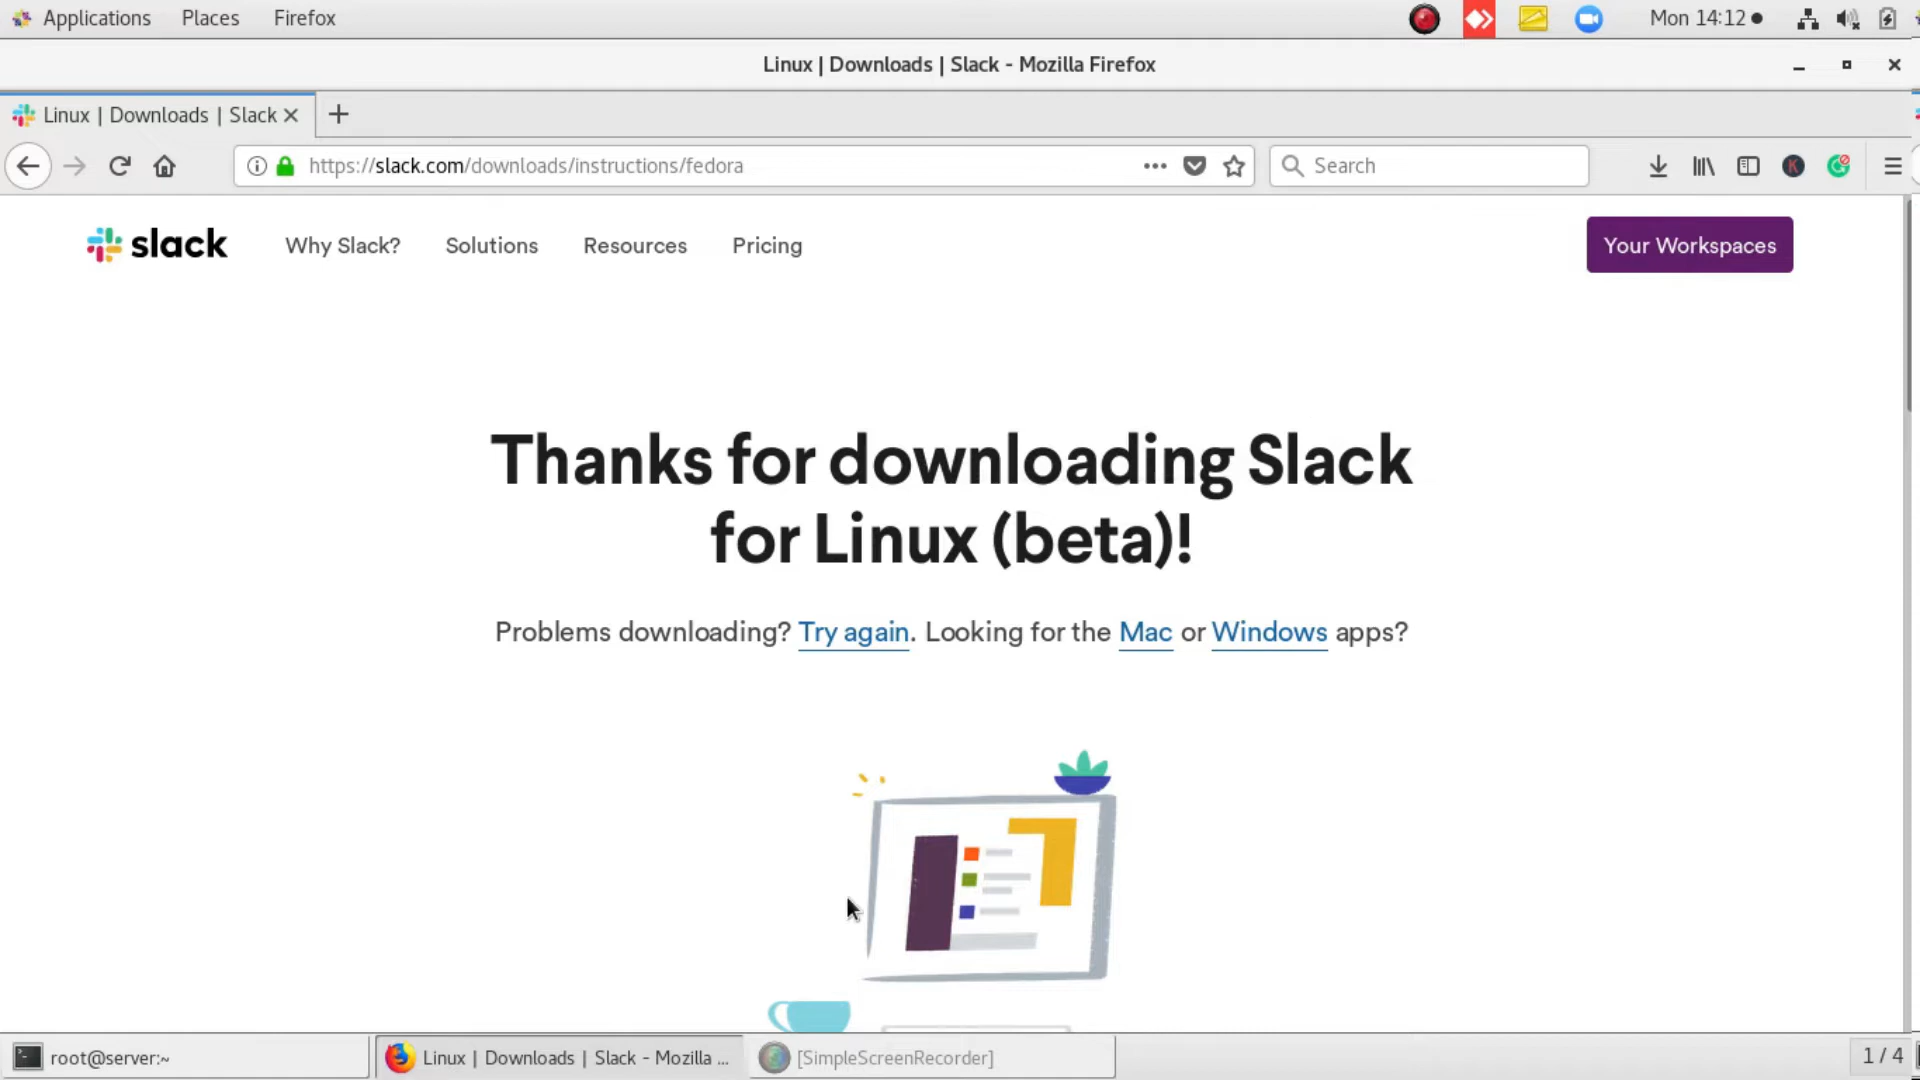 Applications Places Firefox Mon 14:12
Linux | Downloads | Slack - Mozilla Firefox
Linux | Downloads | Slack
https://slack.com/downloads/instructions/fedora Search
slack Why Slack? Solutions Resources Pricing Your Workspaces
Thanks for downloading Slack
for Linux (beta)!
Problems downloading? Try again. Looking for the Mac or Windows apps?
root@server:~ Linux | Downloads | Slack - Mozilla ... [SimpleScreenRecorder] 1 / 4